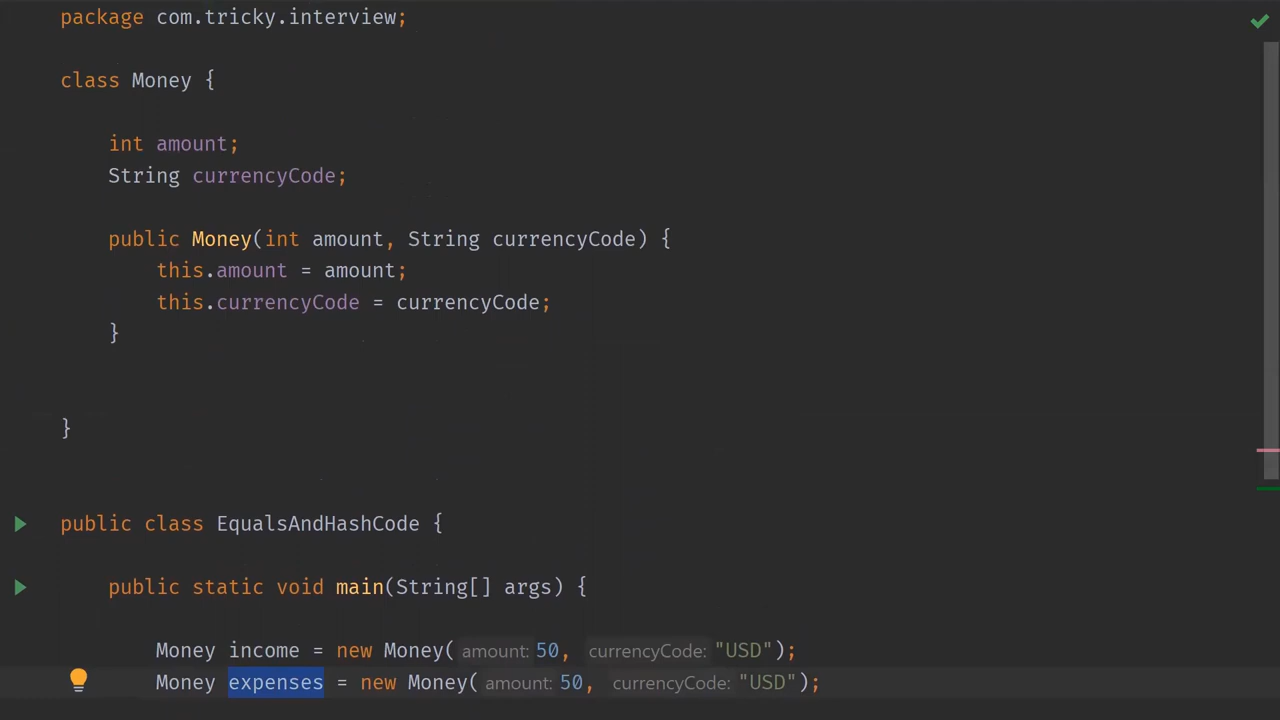 package com.tricky.interview;
class Money {
int amount;
String currencyCode;
public Money(int amount, String currencyCode) {
this.amount = amount;
this.currencyCode = currencyCode;
}
}
public class EqualsAndHashCode {
public static void main(String[] args) {
Money income = new Money( amount: 50, currencyCode: "USD");
Money expenses = new Money( amount: 50, currencyCode: "USD");